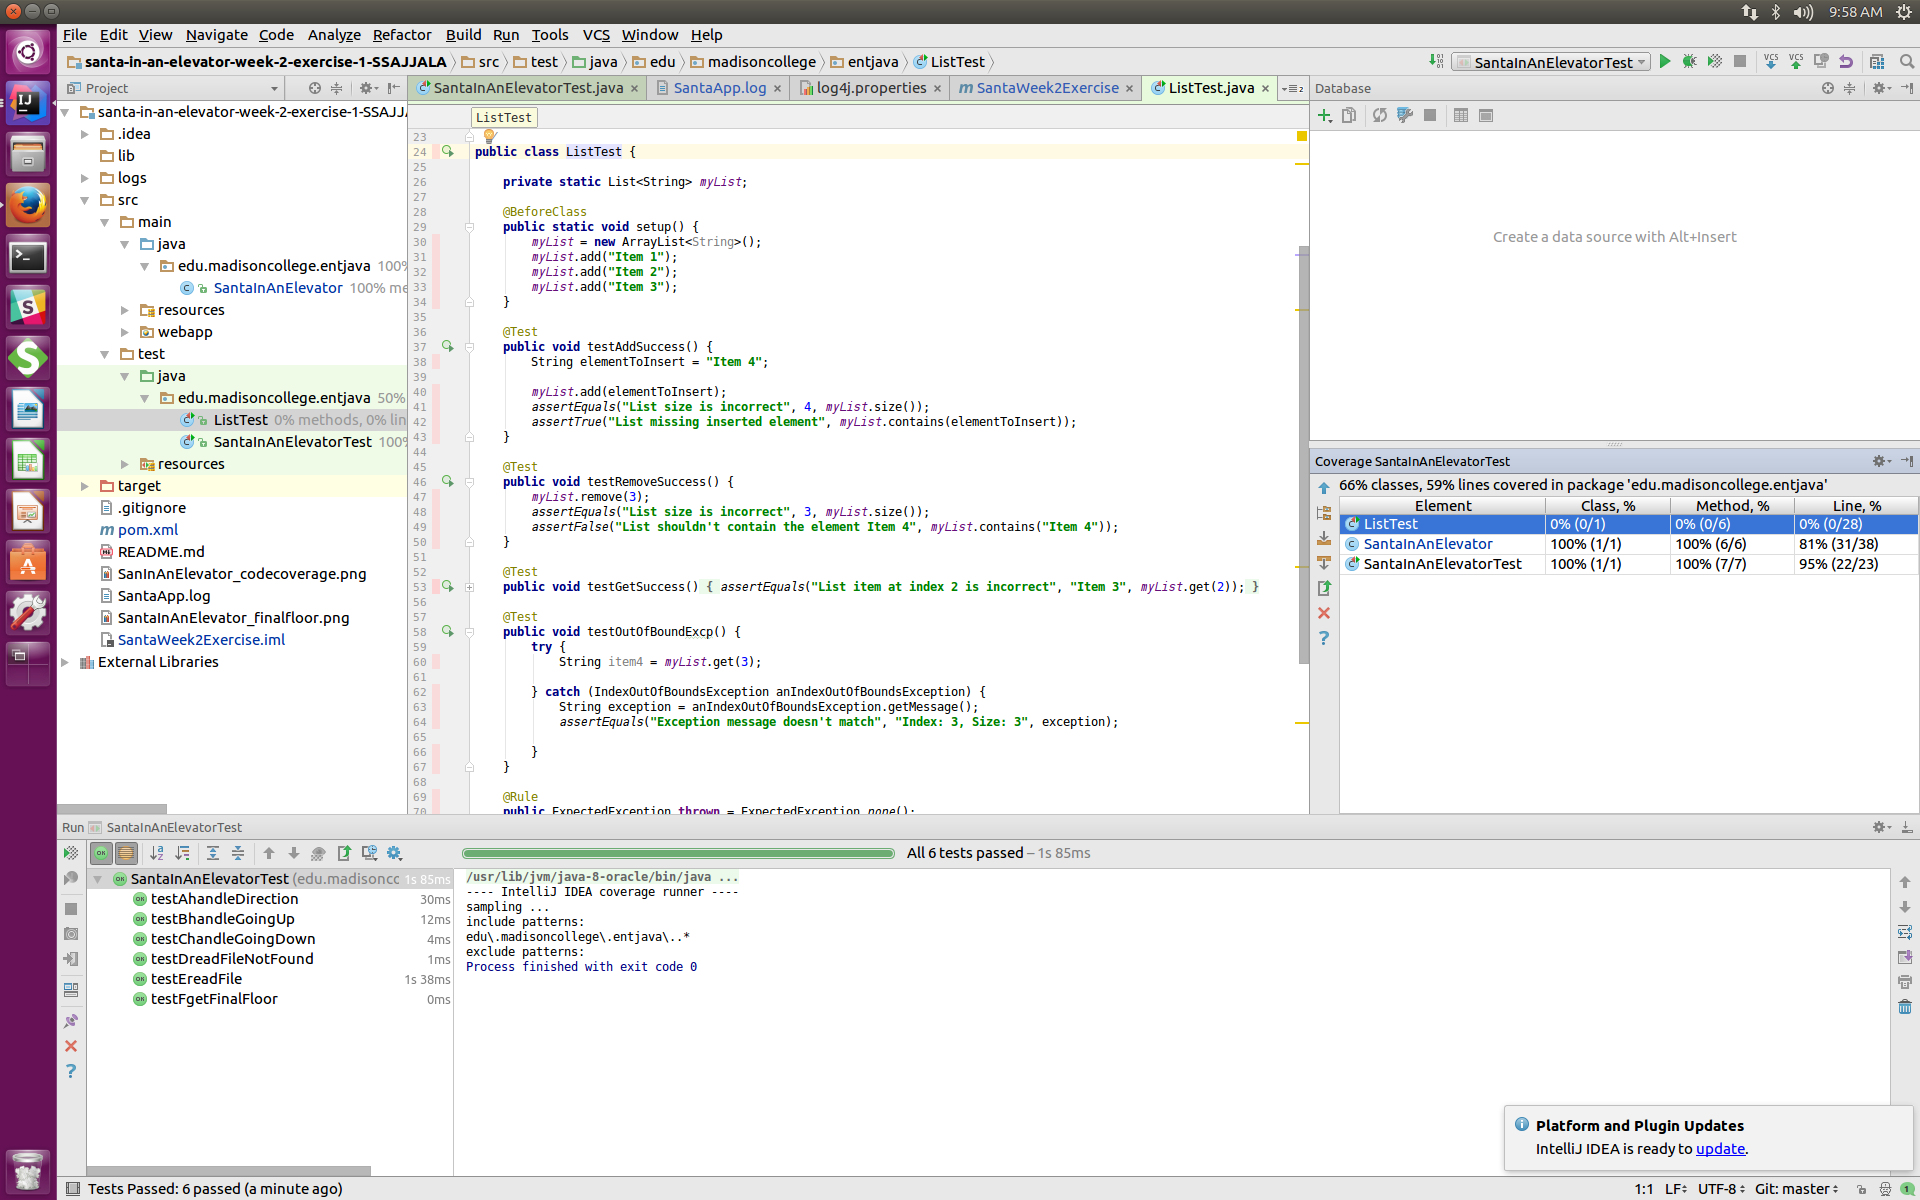 9:58 AM
File Edit View Navigate Code Analyze Refactor Build Run Tools VCS Window Help
santa-in-an-elevator-week-2-exercise-1-SSAJJALA src test java edu madisoncollege entjava ListTest SantaInAnElevatorTest
Project
SantaInAnElevatorTest.java SantaApp.log log4j.properties SantaWeek2Exercise ListTest.java
Database
santa-in-an-elevator-week-2-exercise-1-SSAJJ
.idea
lib
logs
src
main
java
edu.madisoncollege.entjava 100%
SantaInAnElevator 100% me
resources
webapp
test
java
edu.madisoncollege.entjava 50%
ListTest 0% methods, 0% lin
SantaInAnElevatorTest 100%
resources
target
.gitignore
pom.xml
README.md
SanInAnElevator_codecoverage.png
SantaApp.log
SantaInAnElevator_finalfloor.png
SantaWeek2Exercise.iml
External Libraries
ListTest
23
24 public class ListTest {
25
26 private static List<String> myList;
27
28 @BeforeClass
29 public static void setup() {
30 myList = new ArrayList<String>();
31 myList.add("Item 1");
32 myList.add("Item 2");
33 myList.add("Item 3");
34 }
35
36 @Test
37 public void testAddSuccess() {
38 String elementToInsert = "Item 4";
39
40 myList.add(elementToInsert);
41 assertEquals("List size is incorrect", 4, myList.size());
42 assertTrue("List missing inserted element", myList.contains(elementToInsert));
43 }
44
45 @Test
46 public void testRemoveSuccess() {
47 myList.remove(3);
48 assertEquals("List size is incorrect", 3, myList.size());
49 assertFalse("List shouldn't contain the element Item 4", myList.contains("Item 4"));
50 }
51
52 @Test
53 public void testGetSuccess() { assertEquals("List item at index 2 is incorrect", "Item 3", myList.get(2)); }
56
57 @Test
58 public void testOutOfBoundExcp() {
59 try {
60 String item4 = myList.get(3);
61
62 } catch (IndexOutOfBoundsException anIndexOutOfBoundsException) {
63 String exception = anIndexOutOfBoundsException.getMessage();
64 assertEquals("Exception message doesn't match", "Index: 3, Size: 3", exception);
65
66 }
67 }
68
69 @Rule
70 public ExpectedException thrown = ExpectedException.none();
Create a data source with Alt+Insert
Coverage SantaInAnElevatorTest
66% classes, 59% lines covered in package 'edu.madisoncollege.entjava'
Element Class, % Method, % Line, %
ListTest 0% (0/1) 0% (0/6) 0% (0/28)
SantaInAnElevator 100% (1/1) 100% (6/6) 81% (31/38)
SantaInAnElevatorTest 100% (1/1) 100% (7/7) 95% (22/23)
Run SantaInAnElevatorTest
All 6 tests passed – 1s 85ms
SantaInAnElevatorTest (edu.madisonco 1s 85ms
testAhandleDirection 30ms
testBhandleGoingUp 12ms
testChandleGoingDown 4ms
testDreadFileNotFound 1ms
testEreadFile 1s 38ms
testFgetFinalFloor 0ms
/usr/lib/jvm/java-8-oracle/bin/java ...
---- IntelliJ IDEA coverage runner ----
sampling ...
include patterns:
edu\.madisoncollege\.entjava\..*
exclude patterns:
Process finished with exit code 0
Platform and Plugin Updates
IntelliJ IDEA is ready to update.
Tests Passed: 6 passed (a minute ago)
1:1 LF UTF-8 Git: master 1